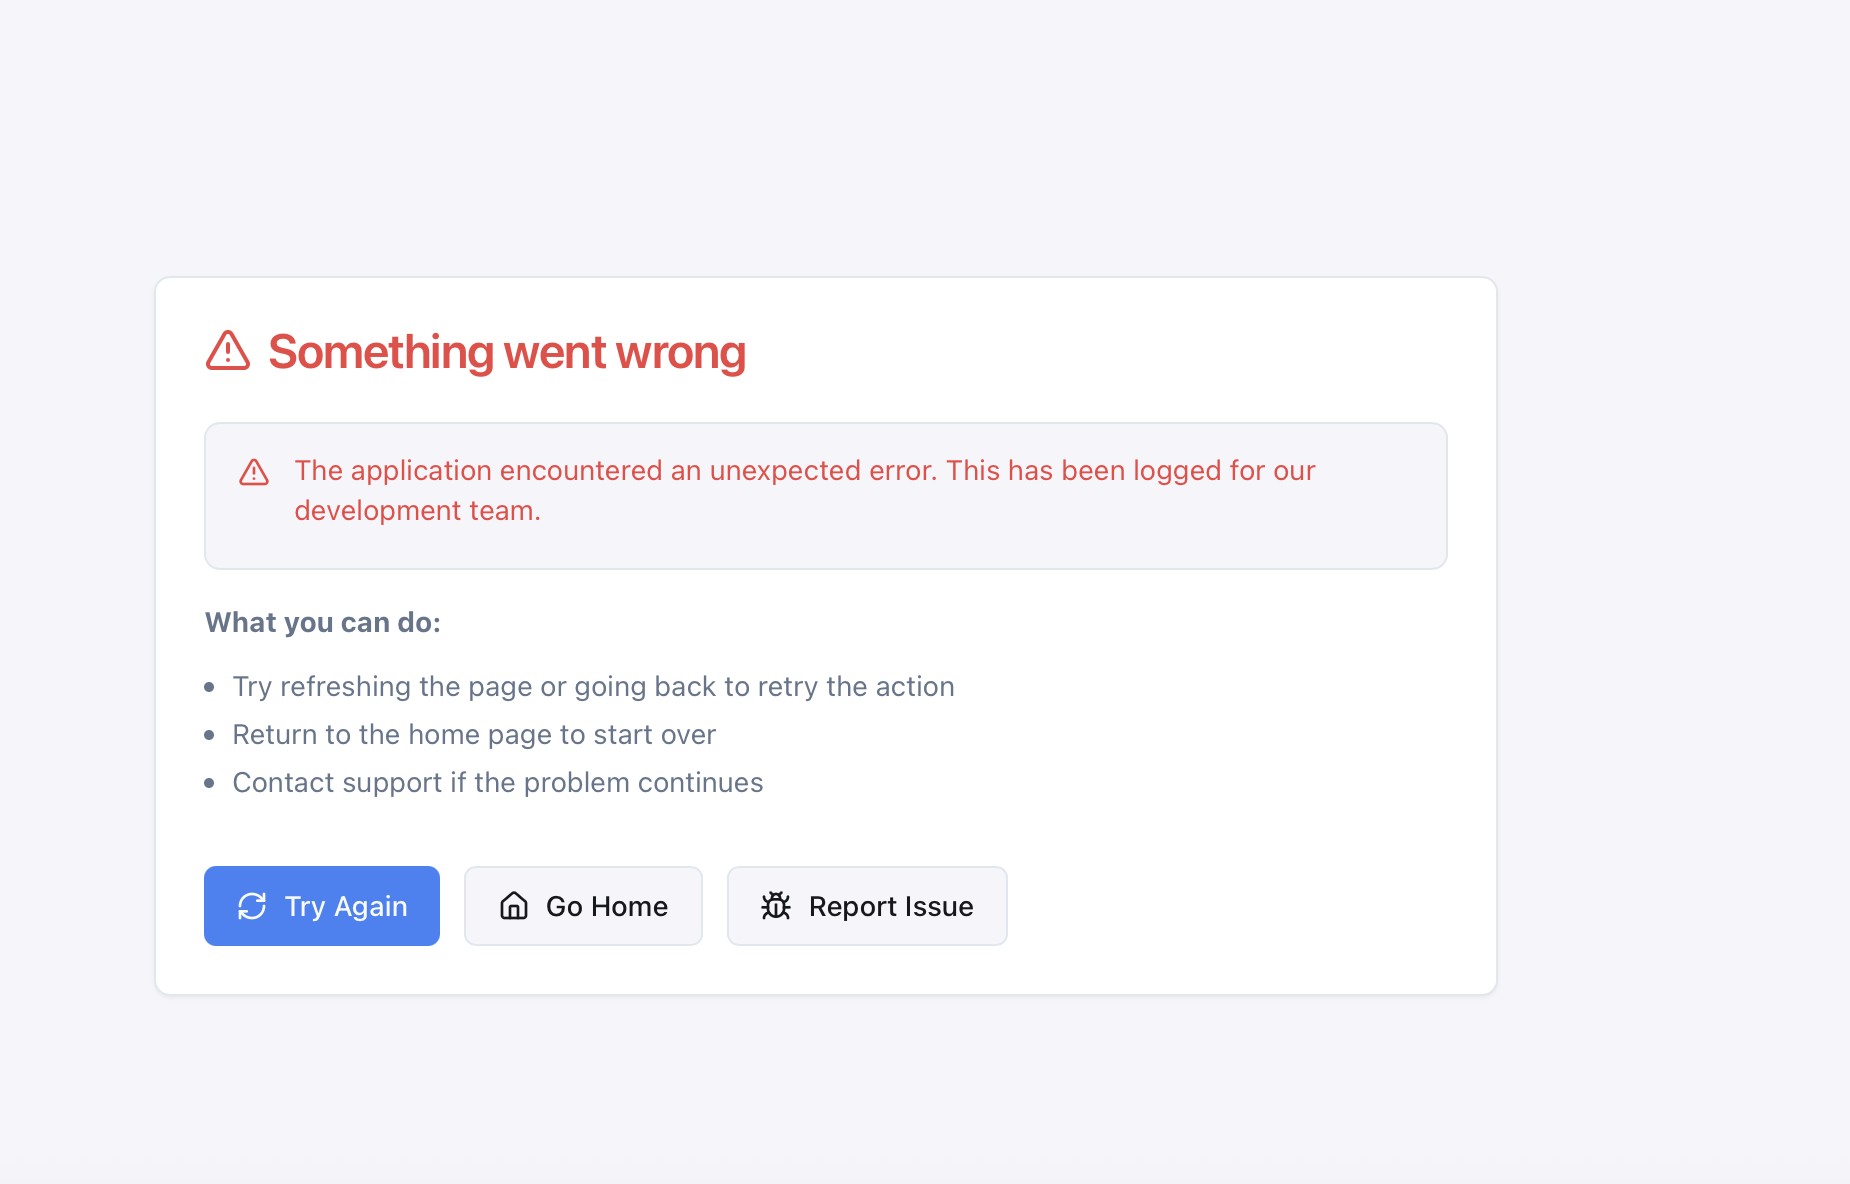 Something went wrong
The application encountered an unexpected error. This has been logged for our
development team.
What you can do:
Try refreshing the page or going back to retry the action
Return to the home page to start over
Contact support if the problem continues
Try Again
Go Home
Report Issue